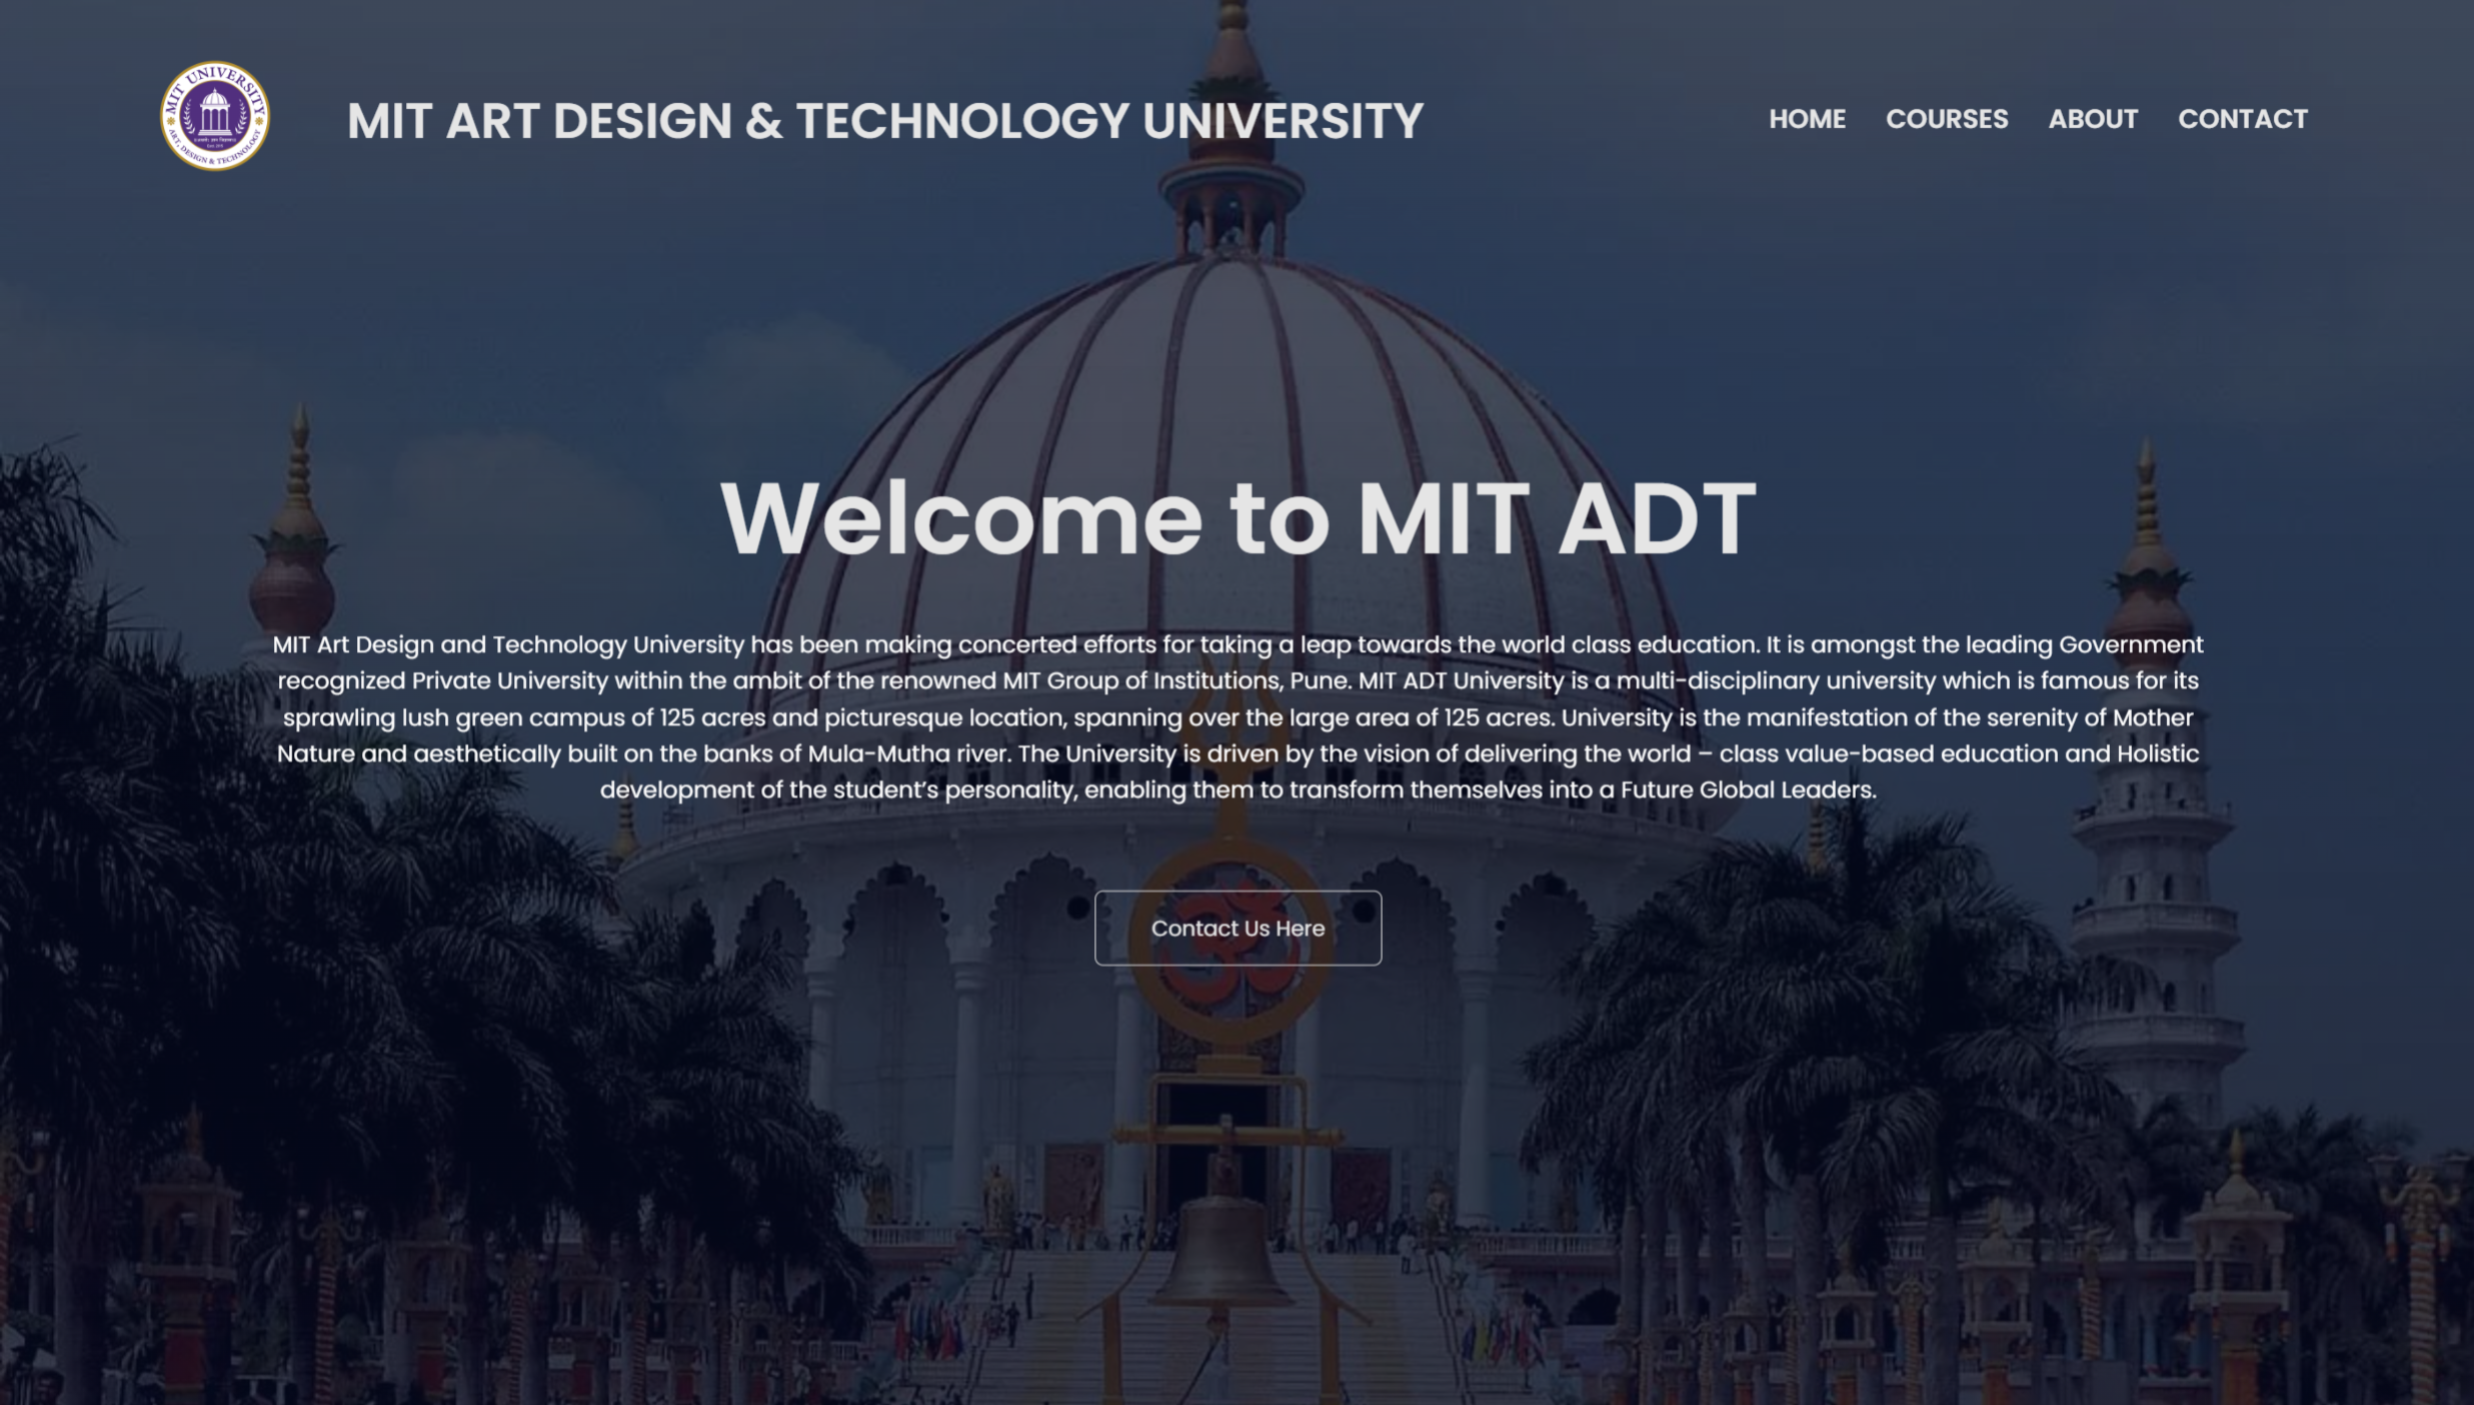 MIT UNIVERSITY
ART, DESIGN & TECHNOLOGY
MIT ART DESIGN & TECHNOLOGY UNIVERSITY
HOME COURSES ABOUT CONTACT
Welcome to MIT ADT
MIT Art Design and Technology University has been making concerted efforts for taking a leap towards the world class education. It is amongst the leading Government
recognized Private University within the ambit of the renowned MIT Group of Institutions, Pune. MIT ADT University is a multi-disciplinary university which is famous for its
sprawling lush green campus of 125 acres and picturesque location, spanning over the large area of 125 acres. University is the manifestation of the serenity of Mother
Nature and aesthetically built on the banks of Mula-Mutha river. The University is driven by the vision of delivering the world – class value-based education and Holistic
development of the student’s personality, enabling them to transform themselves into a Future Global Leaders.
Contact Us Here
ॐ